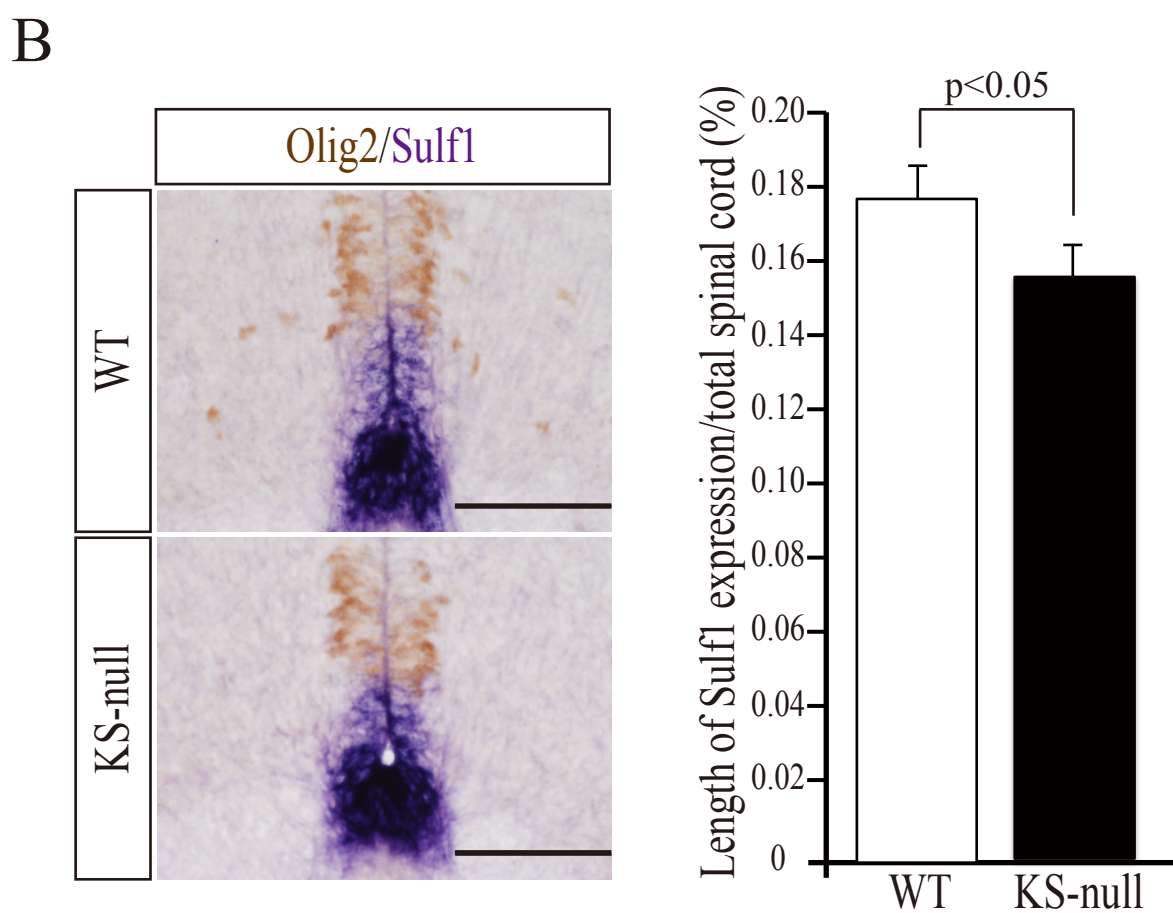 B
Olig2/Sulf1
WT
KS-null
Length of Sulf1 expression/total spinal cord (%)
p<0.05
0.20
0.18
0.16
0.14
0.12
0.10
0.08
0.06
0.04
0.02
0
WT
KS-null